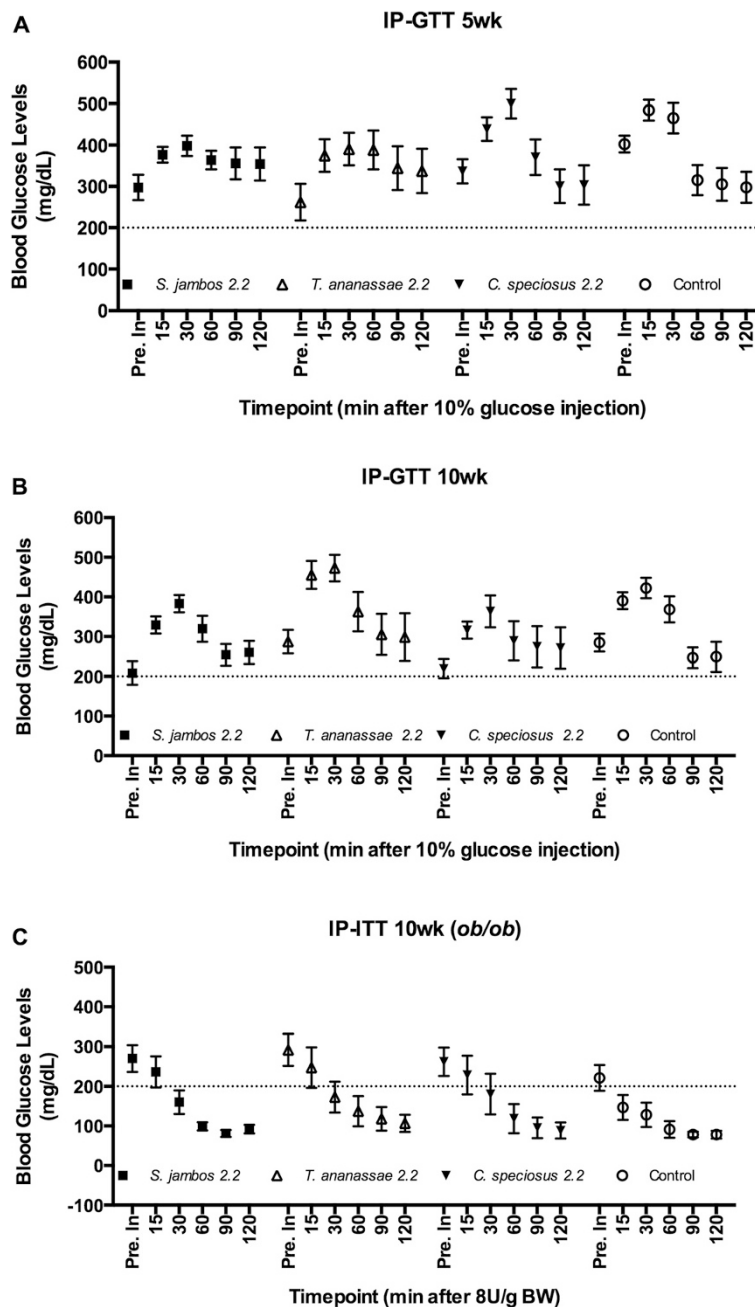 A
IP-GTT 5wk
Blood Glucose Levels
(mg/dL)
600
500
400
300
200
100
0
S. jambos 2.2 T. ananassae 2.2 C. speciosus 2.2 Control
Pre. In 15 30 60 90 120 Pre. In 15 30 60 90 120 Pre. In 15 30 60 90 120 Pre. In 15 30 60 90 120
Timepoint (min after 10% glucose injection)
B
IP-GTT 10wk
Blood Glucose Levels
(mg/dL)
600
500
400
300
200
100
0
S. jambos 2.2 T. ananassae 2.2 C. speciosus 2.2 Control
Pre. In 15 30 60 90 120 Pre. In 15 30 60 90 120 Pre. In 15 30 60 90 120 Pre. In 15 30 60 90 120
Timepoint (min after 10% glucose injection)
C
IP-ITT 10wk (ob/ob)
Blood Glucose Levels
(mg/dL)
500
400
300
200
100
0
-100
S. jambos 2.2 T. ananassae 2.2 C. speciosus 2.2 Control
Pre. In 15 30 60 90 120 Pre. In 15 30 60 90 120 Pre. In 15 30 60 90 120 Pre. In 15 30 60 90 120
Timepoint (min after 8U/g BW)